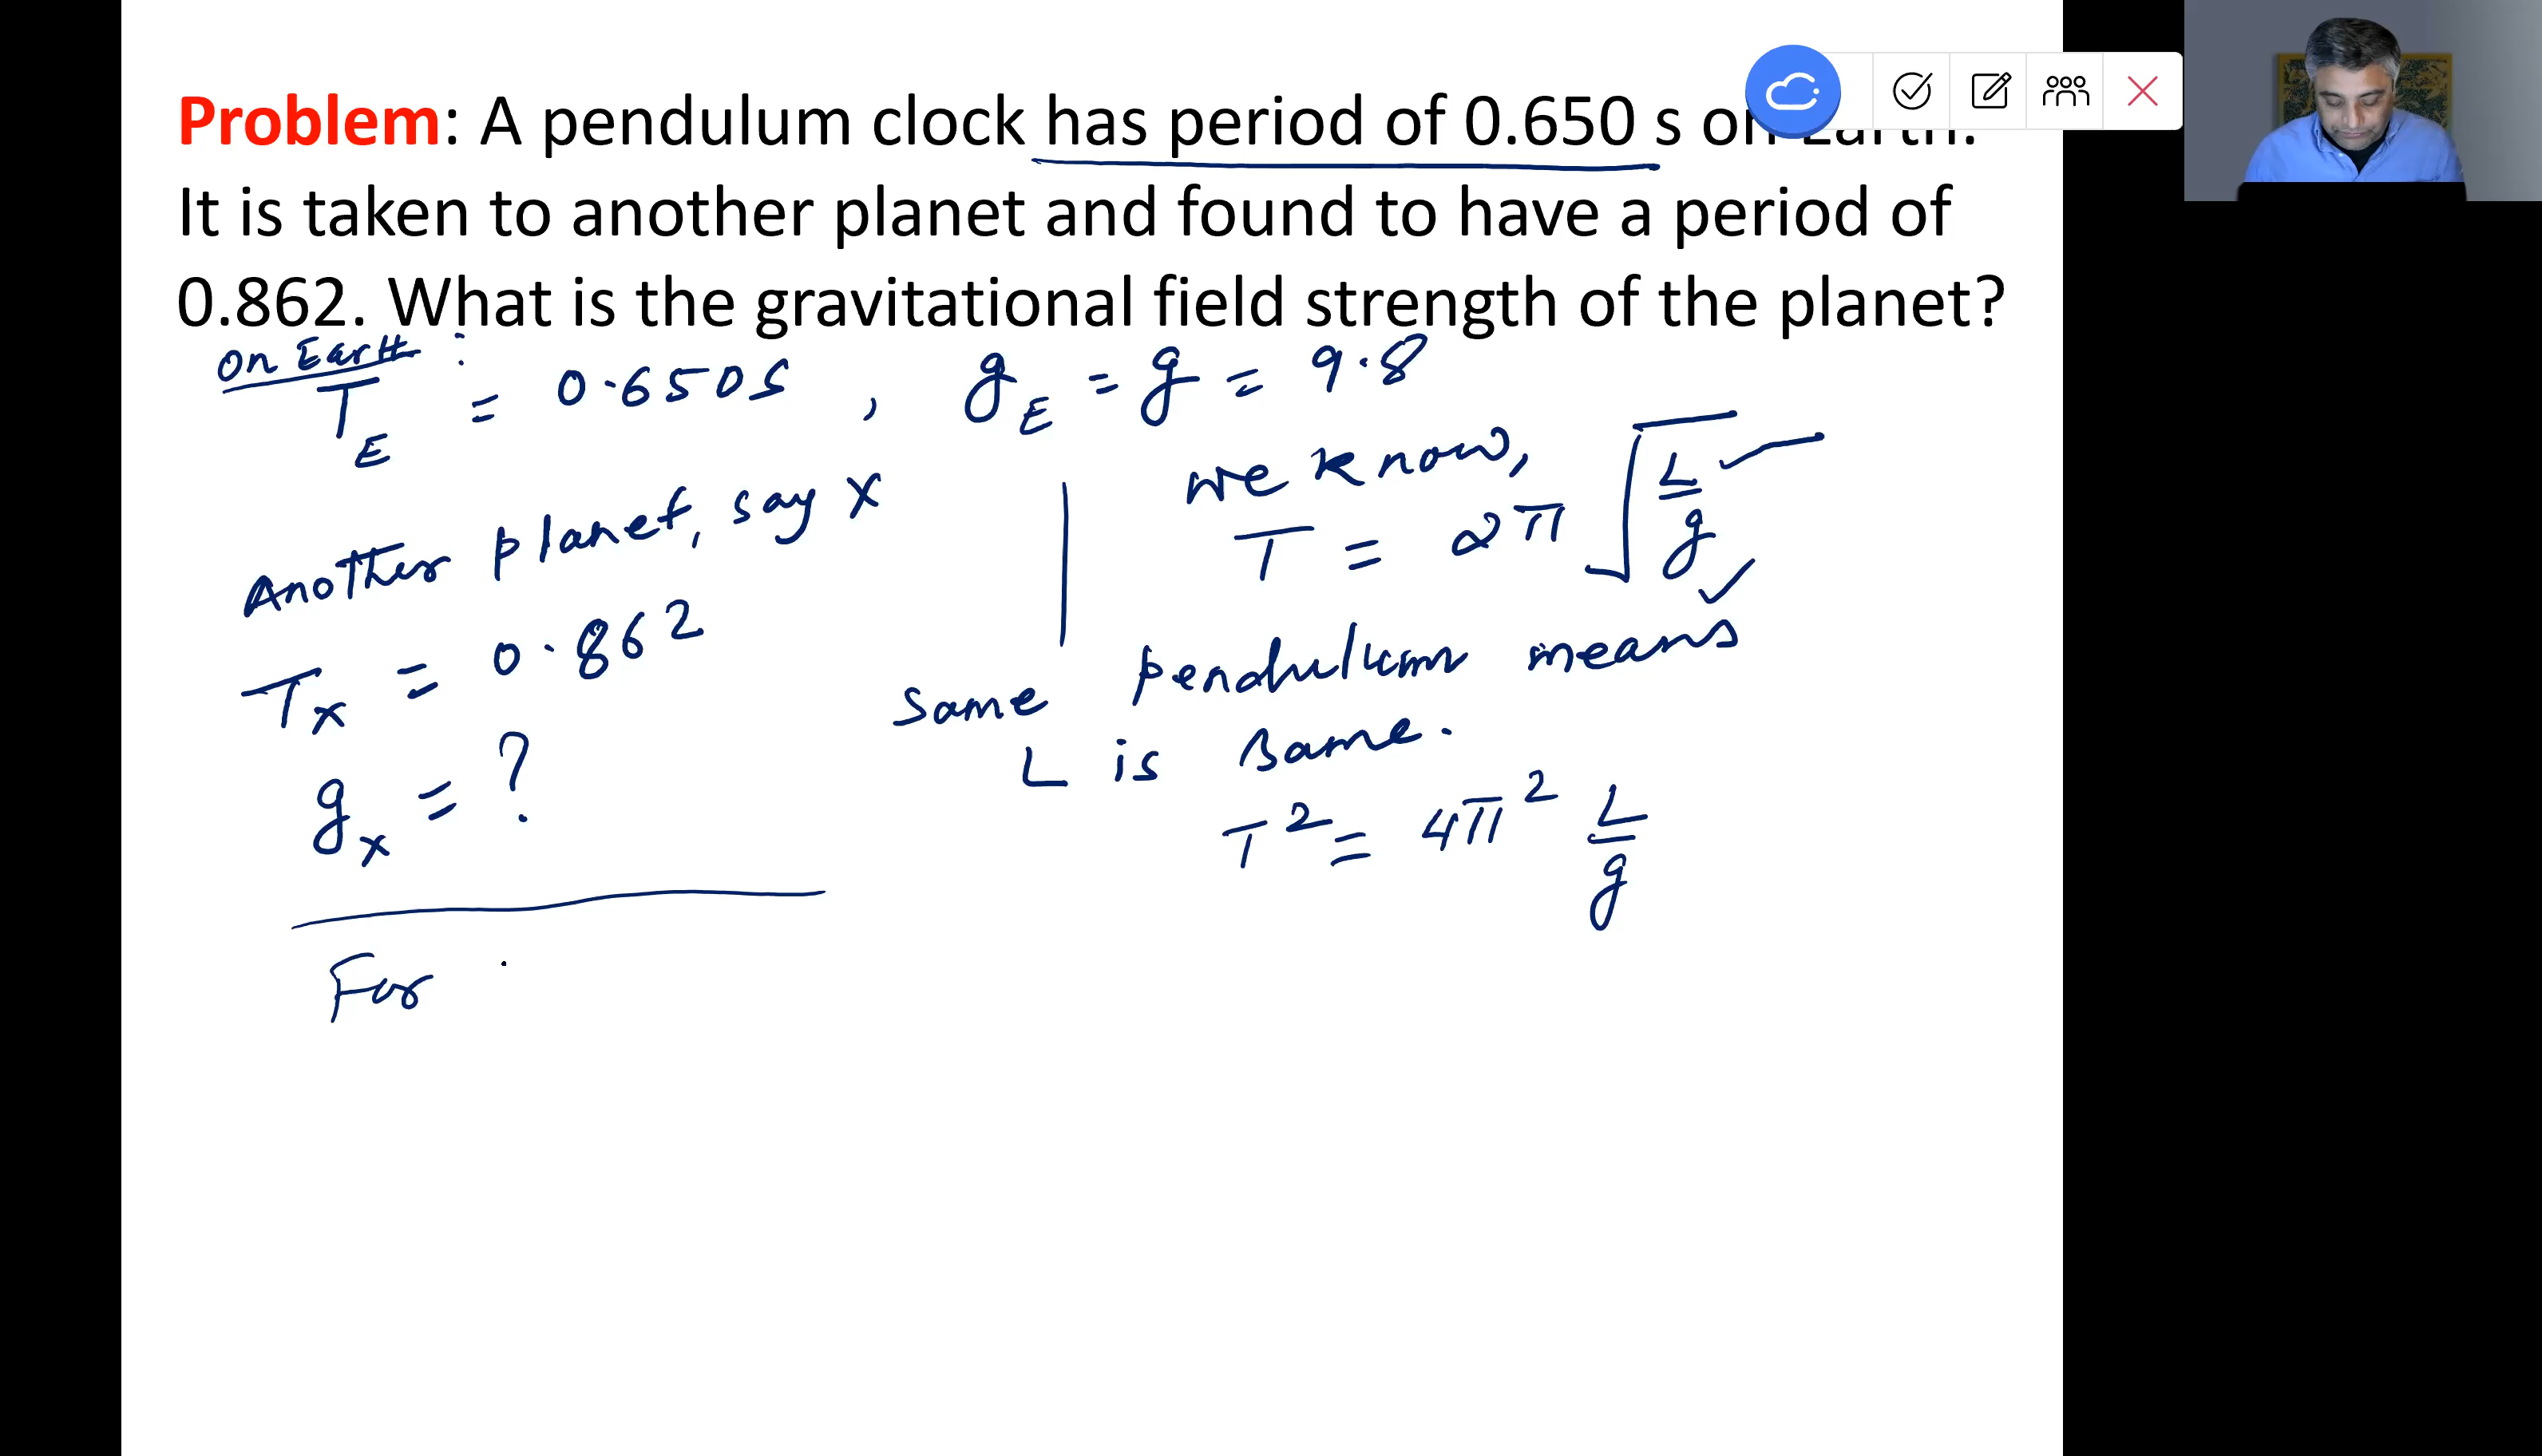 Problem: A pendulum clock has period of 0.650 s on Earth.
It is taken to another planet and found to have a period of
0.862. What is the gravitational field strength of the planet?
On Earth :
T_E = 0.650s , g_E = g = 9.8
Another planet, say x
T_x = 0.862
g_x = ?
For
We know,
T = 2π √(L/g)
Same pendulum means
L is same.
T² = 4π² L/g